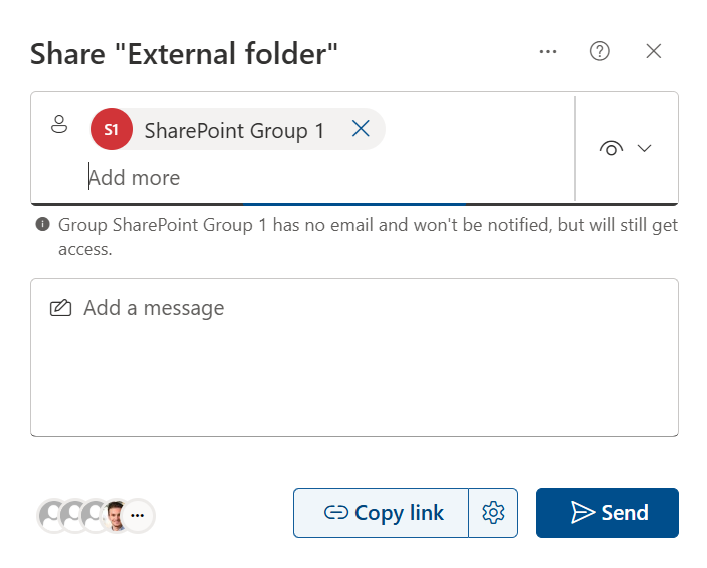 Share "External folder"
S1 SharePoint Group 1
Add more
Group SharePoint Group 1 has no email and won't be notified, but will still get
access.
Add a message
Copy link
Send